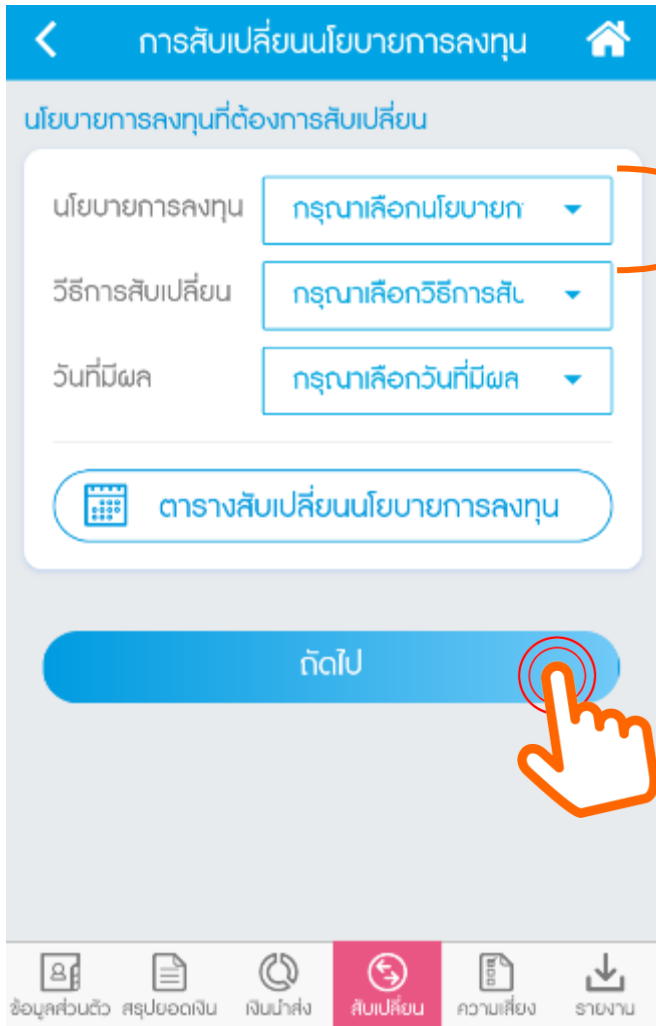 การสับเปลี่ยนนโยบายการลงทุน
นโยบายการลงทุนที่ต้องการสับเปลี่ยน
นโยบายการลงทุน กรุณาเลือกนโยบายก
วีธีการสับเปลี่ยน กรุณาเลือกวิธีการสับ
วันที่มีผล กรุณาเลือกวันที่มีผล
ตารางสับเปลี่ยนนโยบายการลงทุน
ถัดไป
ข้อมูลส่วนตัว สรุปยอดเงิน เงินนำส่ง สับเปลี่ยน ความเสี่ยง รายงาน